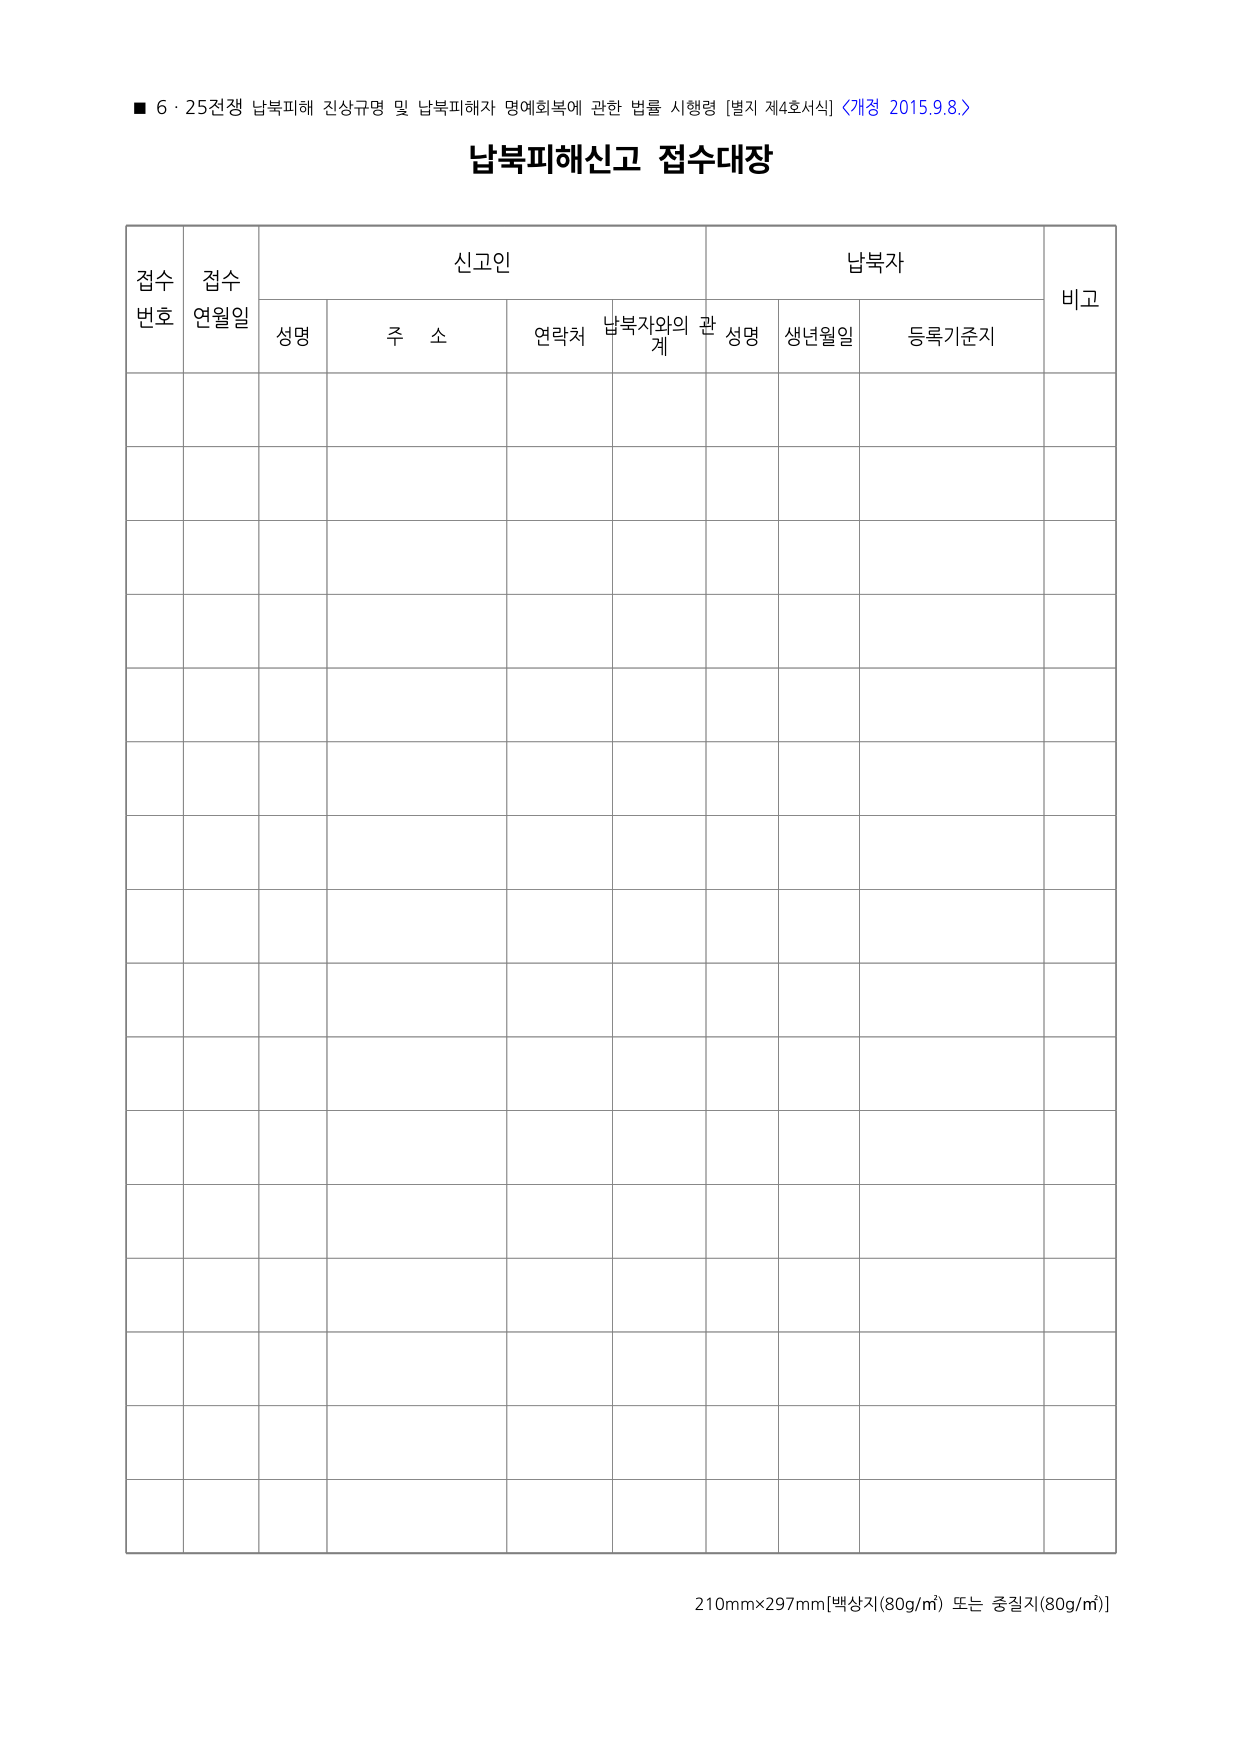 ■ 6ㆍ25전쟁 납북피해 진상규명 및 납북피해자 명예회복에 관한 법률 시행령 [별지 제4호서식] <개정 2015.9.8.>
납북피해신고 접수대장
접수
번호
접수
연월일
신고인
납북자
비고
성명
주 소
연락처
납북자와의 관
계
성명
생년월일
등록기준지
210mm×297mm[백상지(80g/㎡) 또는 중질지(80g/㎡)]